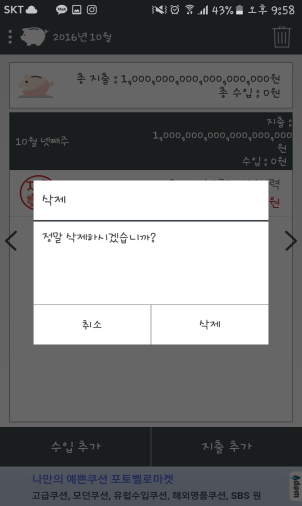 SKT 43% 오후 9:58
2016년 10월
총 지출 : 1,000,000,000,000,000,000원
총 수입 : 0원
10월 넷째주
지출 :
1,000,000,000,000,000,000
원
수입 : 0원
력
원
삭제
정말 삭제하시겠습니까?
취소 삭제
수입 추가 지출 추가
나만의 예쁜쿠션 포토벨로마켓
고급쿠션, 모던쿠션, 유럽수입쿠션, 해외명품쿠션, SBS 원
Adam